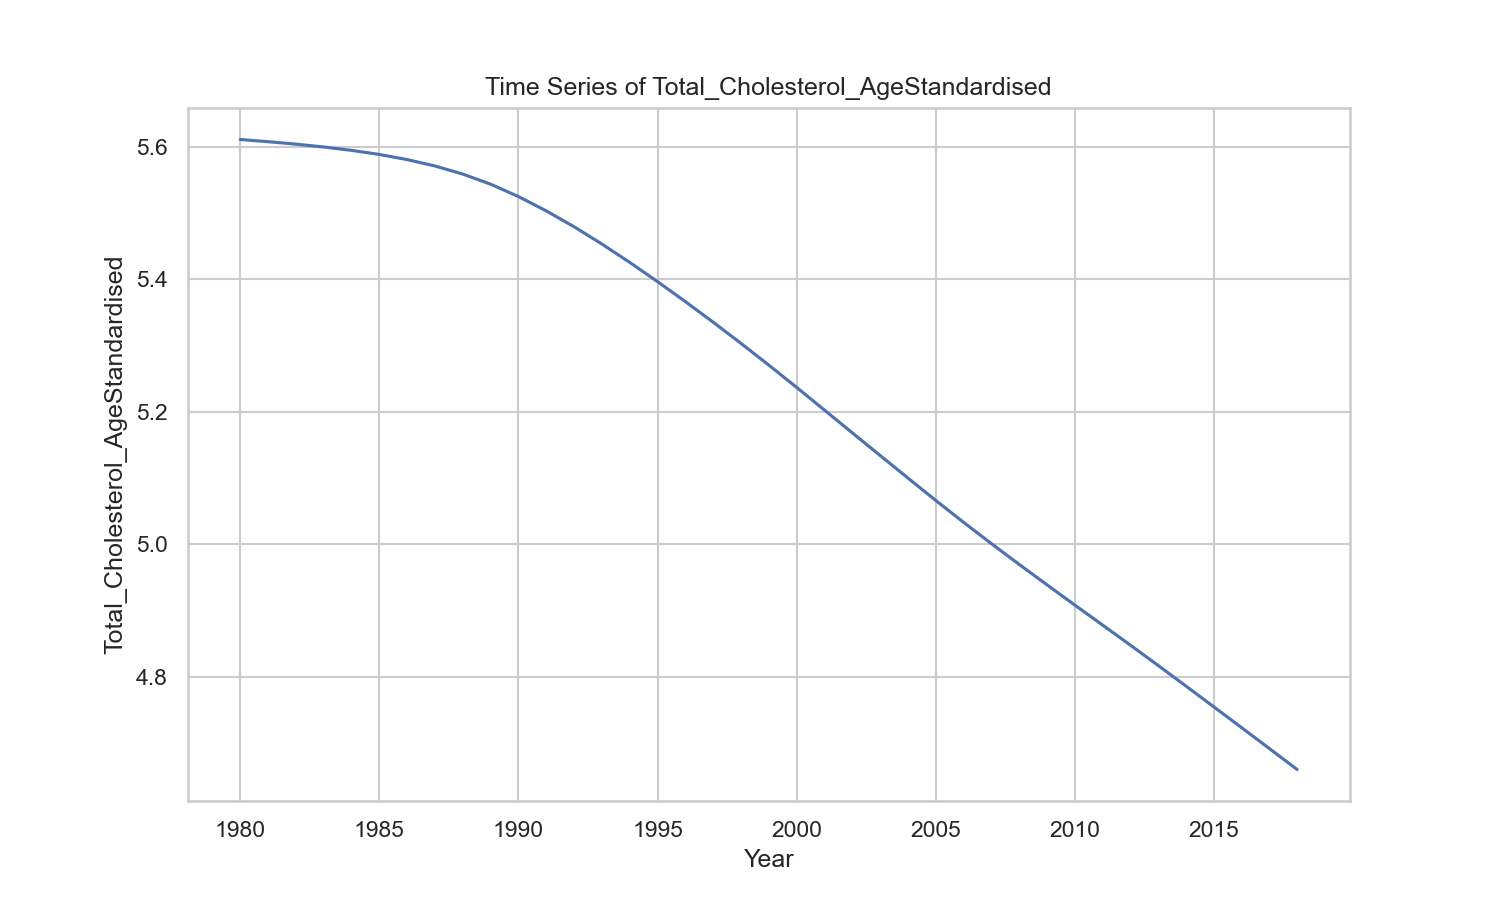 Time Series of Total_Cholesterol_AgeStandardised
Total_Cholesterol_AgeStandardised
5.6
5.4
5.2
5.0
4.8
1980 1985 1990 1995 2000 2005 2010 2015
Year